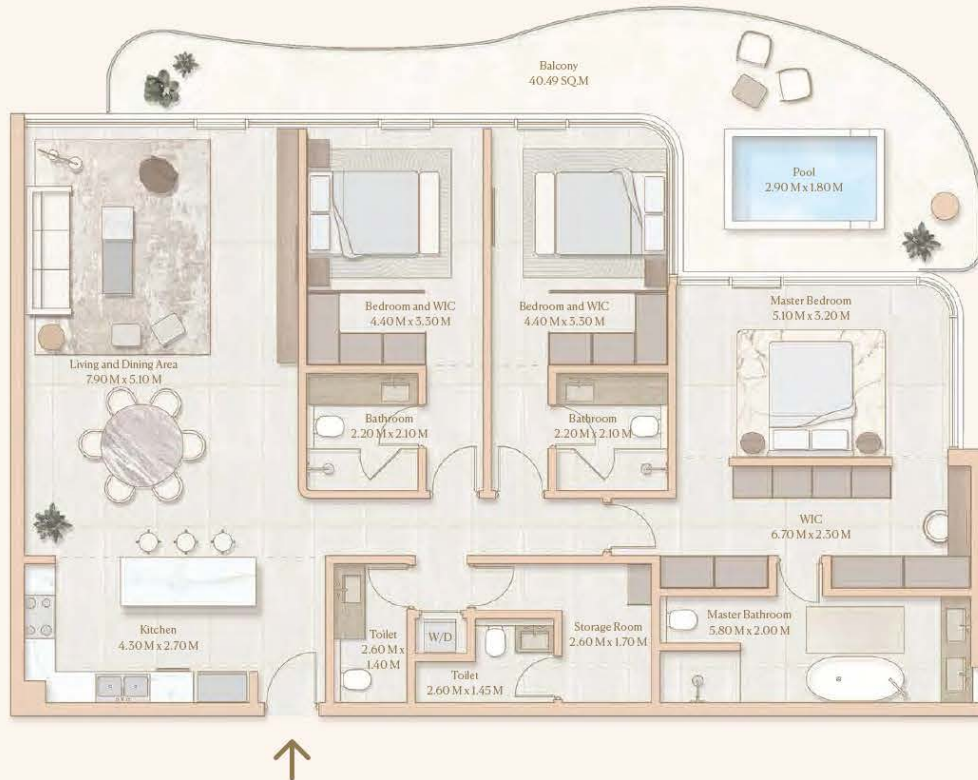 Balcony
40.49 SQ.M
Pool
2.90 M x 1.80 M
Bedroom and WIC
4.40 M x 3.30 M
Bedroom and WIC
4.40 M x 3.30 M
Master Bedroom
5.10 M x 3.20 M
Living and Dining Area
7.90 M x 5.10 M
Bathroom
2.20 M x 2.10 M
Bathroom
2.20 M x 2.10 M
WIC
6.70 M x 2.30 M
Kitchen
4.30 M x 2.70 M
Toilet
2.60 M x
1.40 M
W/D
Storage Room
2.60 M x 1.70 M
Master Bathroom
5.80 M x 2.00 M
Toilet
2.60 M x 1.45 M